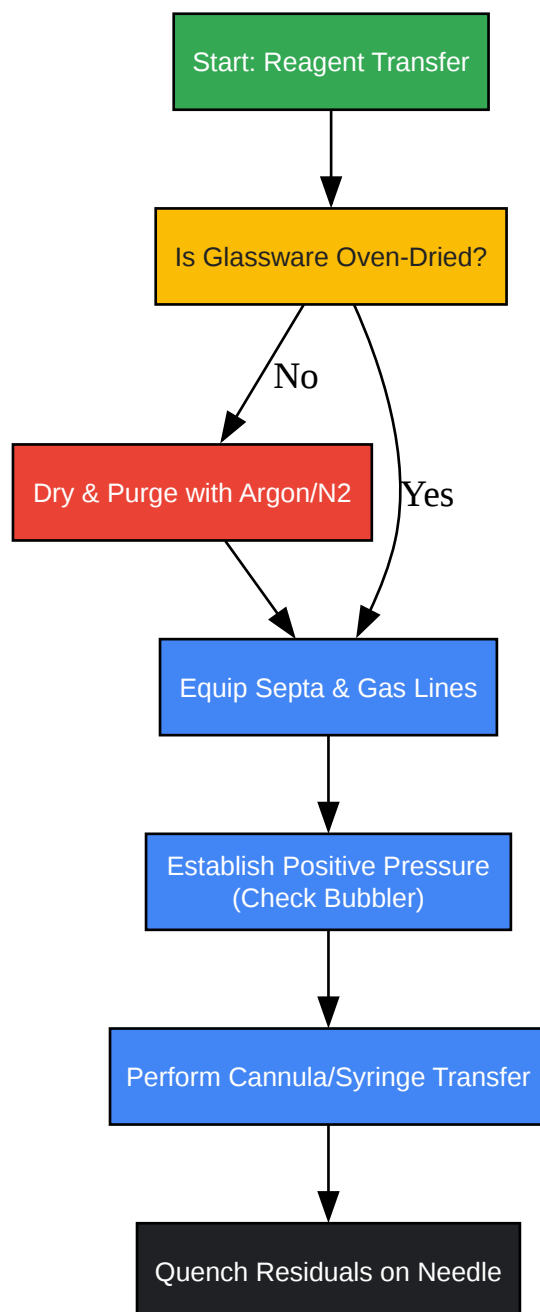 Start: Reagent Transfer
Is Glassware Oven-Dried?
No
Dry & Purge with Argon/N2
Yes
Equip Septa & Gas Lines
Establish Positive Pressure
(Check Bubbler)
Perform Cannula/Syringe Transfer
Quench Residuals on Needle